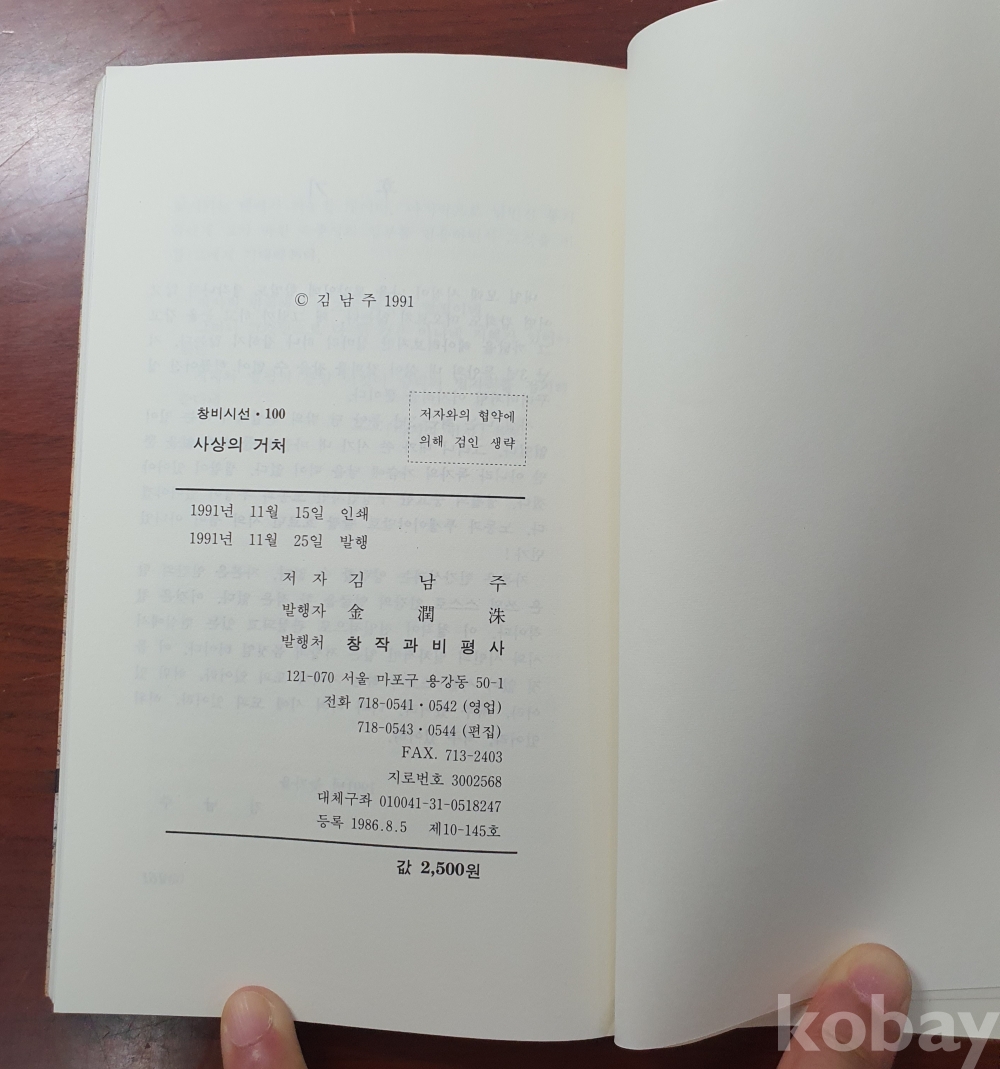 © 김 남 주 1991
창비시선 · 100
사상의 거처
저자와의 협약에
의해 검인 생략
1991년 11월 15일 인쇄
1991년 11월 25일 발행
저 자 김 남 주
발행자 金 潤 洙
발행처 창 작 과 비 평 사
121-070 서울 마포구 용강동 50-1
전화 718-0541 · 0542 (영업)
718-0543 · 0544 (편집)
FAX. 713-2403
지로번호 3002568
대체구좌 010041-31-0518247
등록 1986.8.5 제10-145호
값 2,500원
kobay